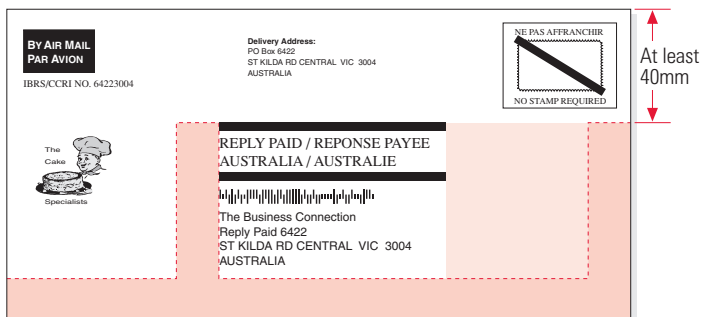 BY AIR MAIL
PAR AVION
IBRS/CCRI NO. 64223004
Delivery Address:
PO Box 6422
ST KILDA RD CENTRAL  VIC  3004
AUSTRALIA
NE PAS AFFRANCHIR
NO STAMP REQUIRED
At least
40mm
The
Cake
Specialists
REPLY PAID / REPONSE PAYEE
AUSTRALIA / AUSTRALIE
The Business Connection
Reply Paid 6422
ST KILDA RD CENTRAL  VIC  3004
AUSTRALIA